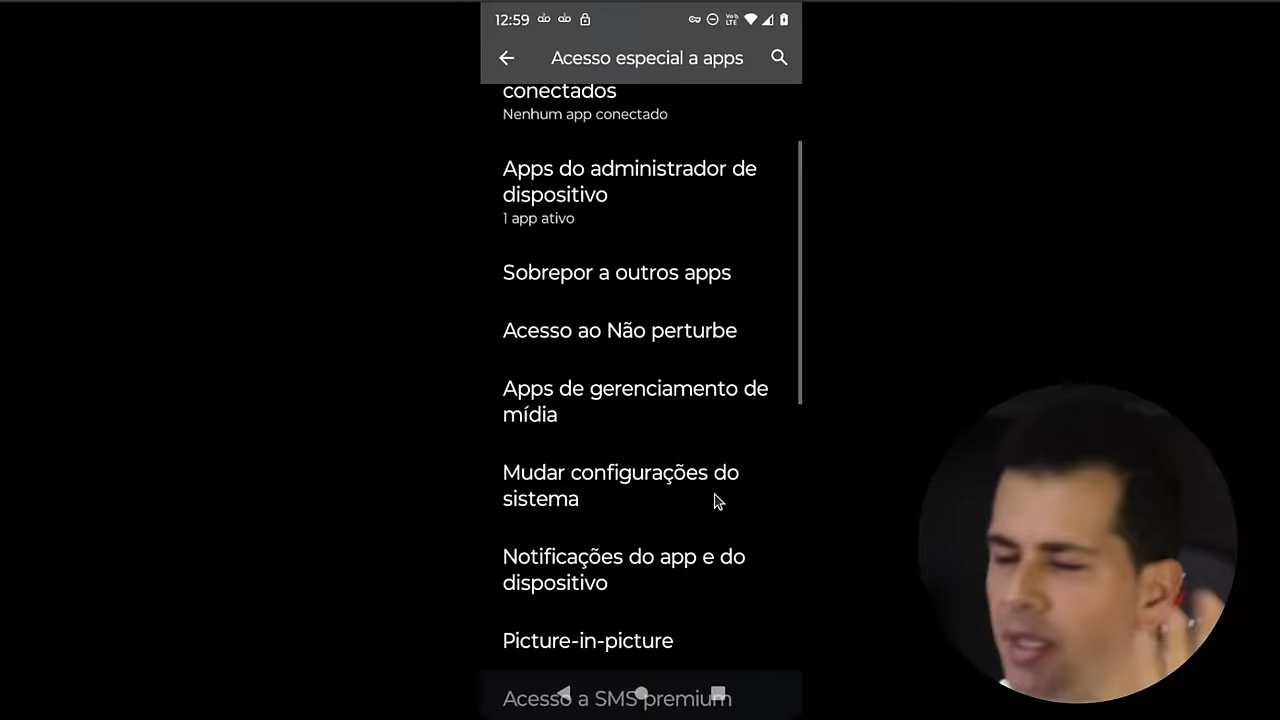 12:59
Acesso especial a apps
conectados
Nenhum app conectado
Apps do administrador de
dispositivo
1 app ativo
Sobrepor a outros apps
Acesso ao Não perturbe
Apps de gerenciamento de
mídia
Mudar configurações do
sistema
Notificações do app e do
dispositivo
Picture-in-picture
Acesso a SMS premium